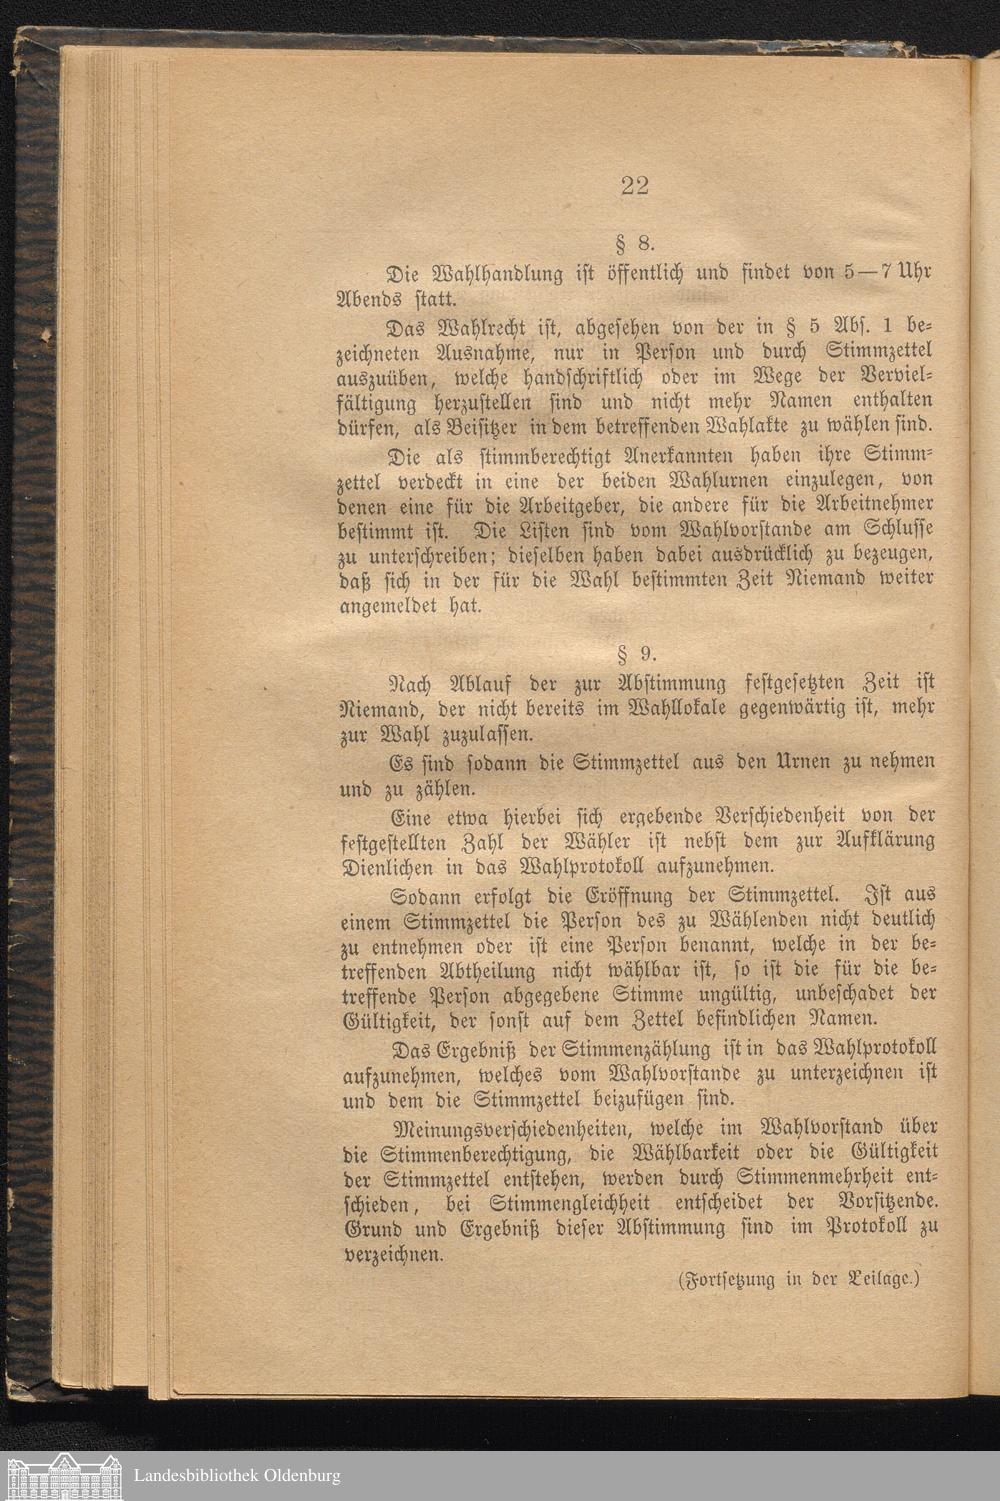 22
§ 8.
Die Wahlhandlung ist öffentlich und findet von 5—7 Uhr
Abends statt.
Das Wahlrecht ist, abgesehen von der in § 5 Abs. 1 be-
zeichneten Ausnahme, nur in Person und durch Stimmzettel
auszuüben, welche handschriftlich oder im Wege der Verviel-
fältigung herzustellen sind und nicht mehr Namen enthalten
dürfen, als Beisitzer in dem betreffenden Wahlakte zu wählen sind.
Die als stimmberechtigt Anerkannten haben ihre Stimm-
zettel verdeckt in eine der beiden Wahlurnen einzulegen, von
denen eine für die Arbeitgeber, die andere für die Arbeitnehmer
bestimmt ist. Die Listen sind vom Wahlvorstande am Schlusse
zu unterschreiben; dieselben haben dabei ausdrücklich zu bezeugen,
daß sich in der für die Wahl bestimmten Zeit Niemand weiter
angemeldet hat.
§ 9.
Nach Ablauf der zur Abstimmung festgesetzten Zeit ist
Niemand, der nicht bereits im Wahllokale gegenwärtig ist, mehr
zur Wahl zuzulassen.
Es sind sodann die Stimmzettel aus den Urnen zu nehmen
und zu zählen.
Eine etwa hierbei sich ergebende Verschiedenheit von der
festgestellten Zahl der Wähler ist nebst dem zur Aufklärung
Dienlichen in das Wahlprotokoll aufzunehmen.
Sodann erfolgt die Eröffnung der Stimmzettel. Ist aus
einem Stimmzettel die Person des zu Wählenden nicht deutlich
zu entnehmen oder ist eine Person benannt, welche in der be-
treffenden Abtheilung nicht wählbar ist, so ist die für die be-
treffende Person abgegebene Stimme ungültig, unbeschadet der
Gültigkeit, der sonst auf dem Zettel befindlichen Namen.
Das Ergebniß der Stimmenzählung ist in das Wahlprotokoll
aufzunehmen, welches vom Wahlvorstande zu unterzeichnen ist
und dem die Stimmzettel beizufügen sind.
Meinungsverschiedenheiten, welche im Wahlvorstand über
die Stimmenberechtigung, die Wählbarkeit oder die Gültigkeit
der Stimmzettel entstehen, werden durch Stimmenmehrheit ent-
schieden, bei Stimmengleichheit entscheidet der Vorsitzende.
Grund und Ergebniß dieser Abstimmung sind im Protokoll zu
verzeichnen.
(Fortsetzung in der Beilage.)
Landesbibliothek Oldenburg